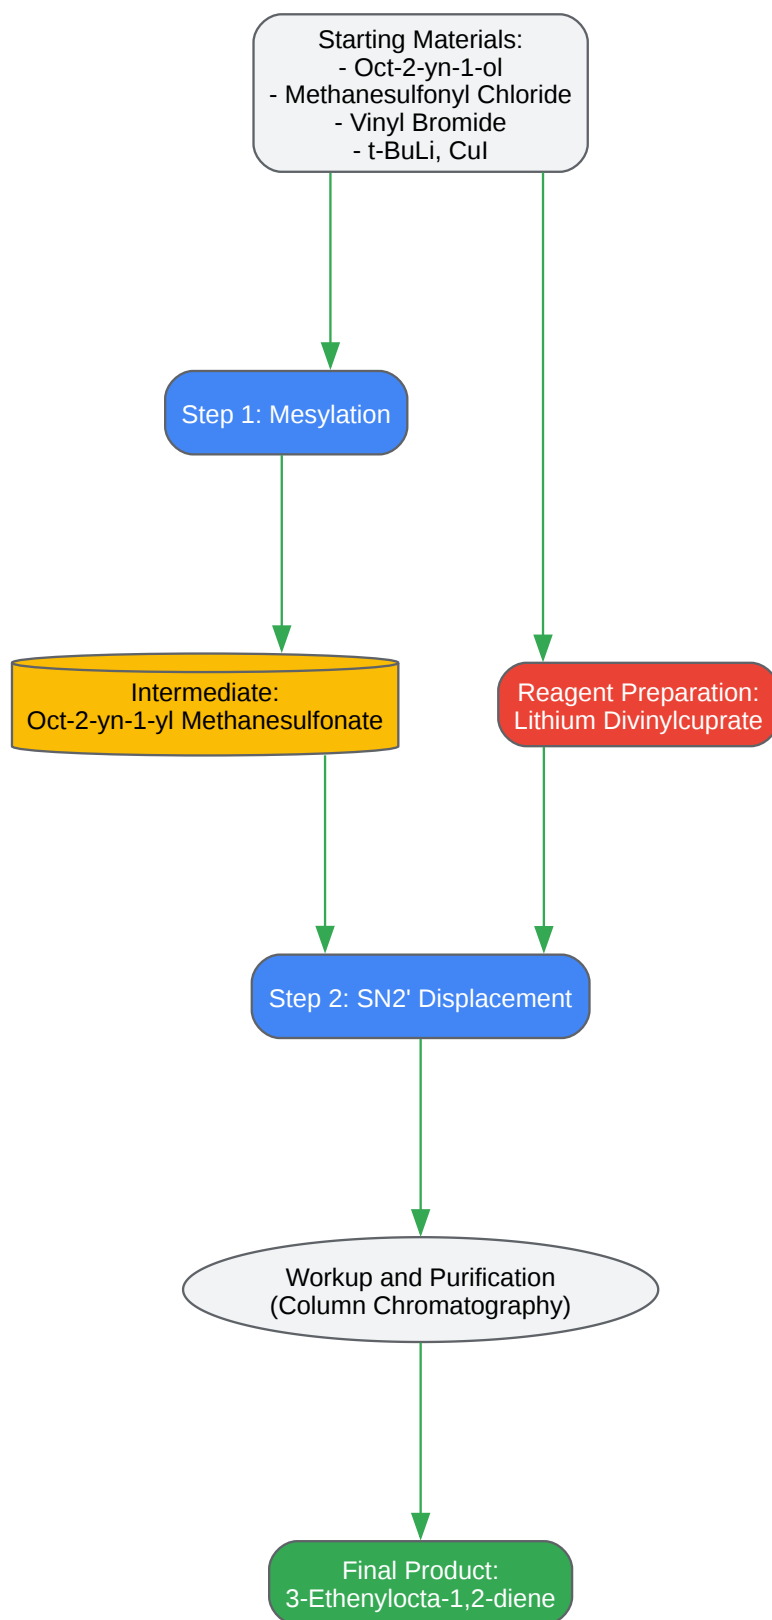 Starting Materials:
- Oct-2-yn-1-ol
- Methanesulfonyl Chloride
- Vinyl Bromide
- t-BuLi, CuI
Step 1: Mesylation
Intermediate:
Oct-2-yn-1-yl Methanesulfonate
Reagent Preparation:
Lithium Divinylcuprate
Step 2: SN2' Displacement
Workup and Purification
(Column Chromatography)
Final Product:
3-Ethenylocta-1,2-diene